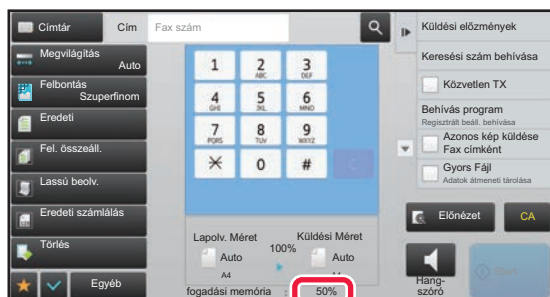 Címtár
Cím
Fax szám
Megvilágítás
Auto
Felbontás
Szuperfinom
Eredeti
Fel. összeáll.
Lassú beolv.
Eredeti számlálás
Törlés
Egyéb
1 2 3
ABC DEF
4 5 6
GHI JKL MNO
7 8 9
PQRS TUV WXYZ
0 #
C
Lapolv. Méret
100%
Küldési Méret
Auto
Auto
A4
fogadási memória : 50%
Küldési előzmények
Keresési szám behívása
Közvetlen TX
Behívás program
Regisztrált beáll. behívása
Azonos kép küldése
Fax címként
Gyors Fájl
Adatok átmeneti tárolása
Előnézet
CA
Hang-
szóró
Start